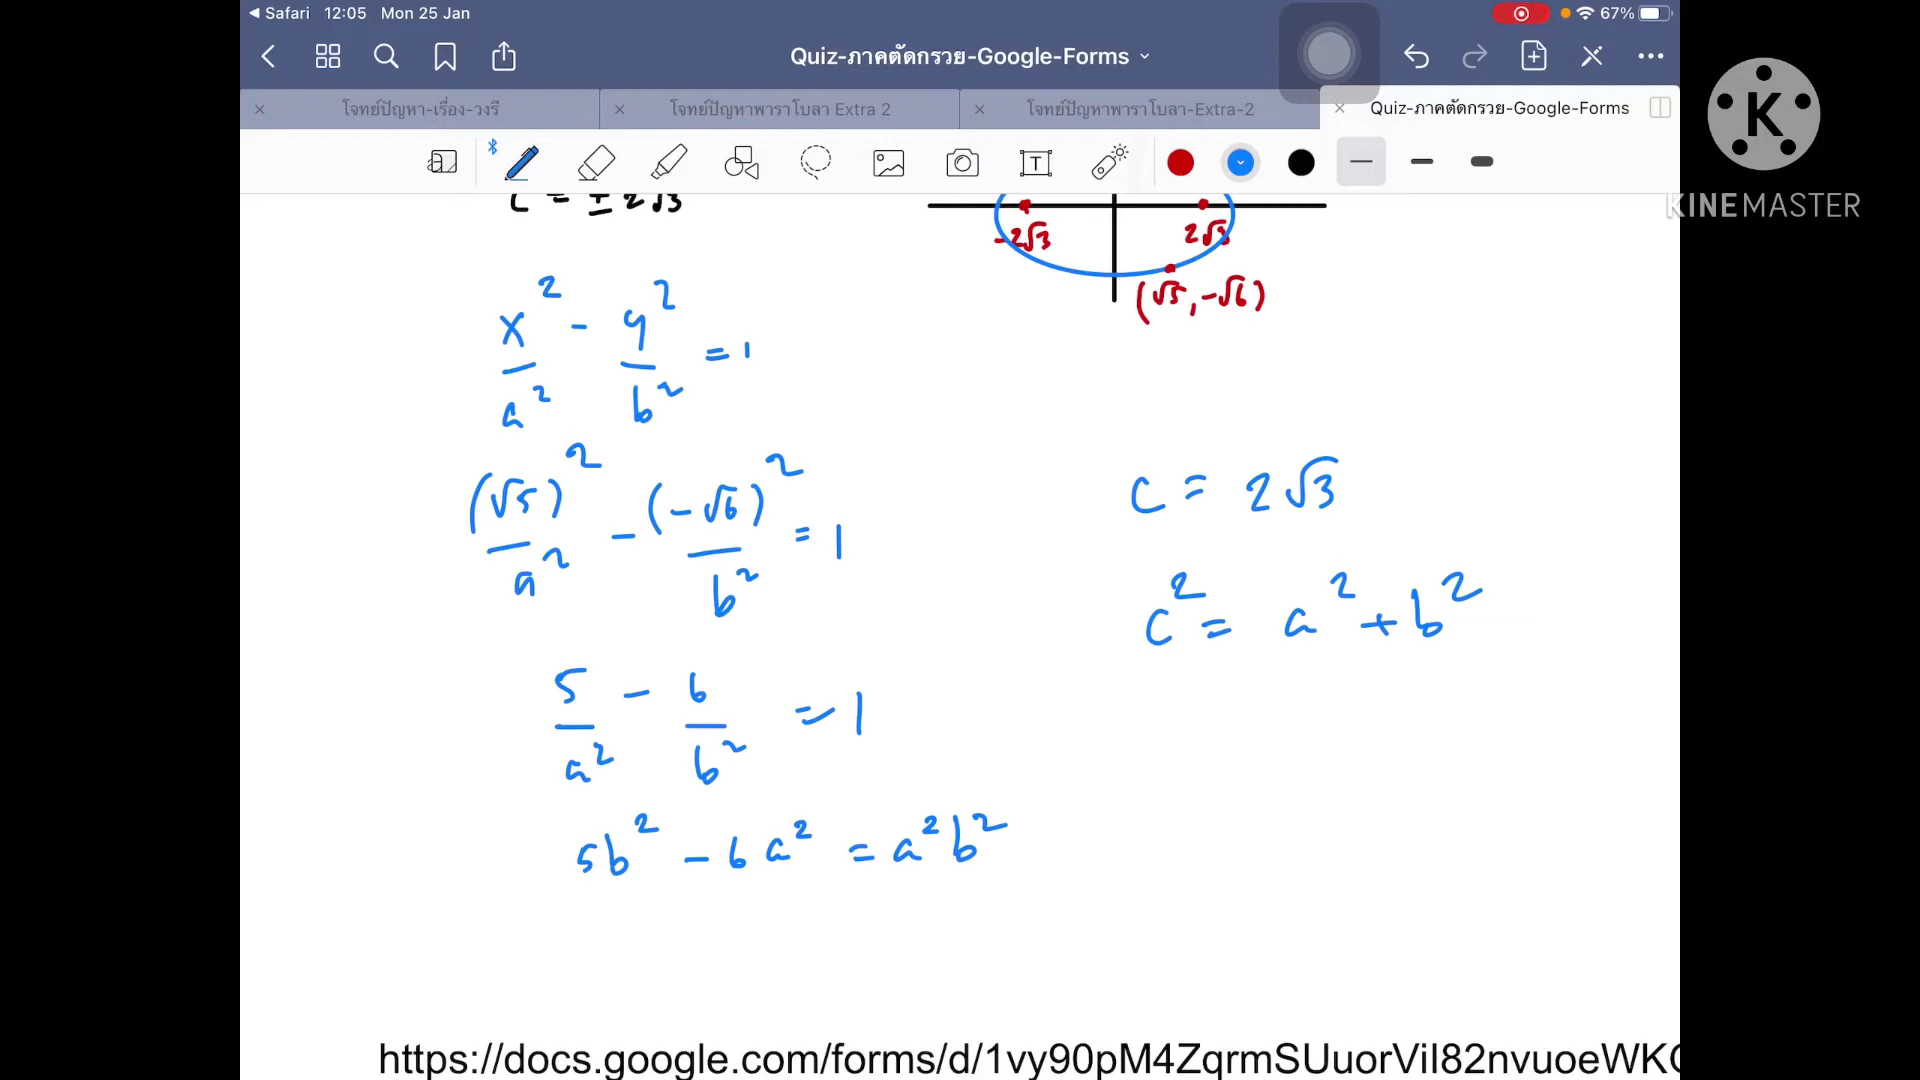 Safari 12:05 Mon 25 Jan 67%
Quiz-ภาคตัดกรวย-Google-Forms
โจทย์ปัญหา-เรื่อง-วงรี โจทย์ปัญหาพาราโบลา Extra 2 โจทย์ปัญหาพาราโบลา-Extra-2 Quiz-ภาคตัดกรวย-Google-Forms
K
KINEMASTER
T
c = ± 2√3
-2√3 2√3
(√5, -√6)
x²/a² - y²/b² = 1
(√5)²/a² - (-√6)²/b² = 1
5/a² - 6/b² = 1
5b² - 6a² = a²b²
c = 2√3
c² = a² + b²
https://docs.google.com/forms/d/1vy90pM4ZqrmSUuorVil82nvuoeWK